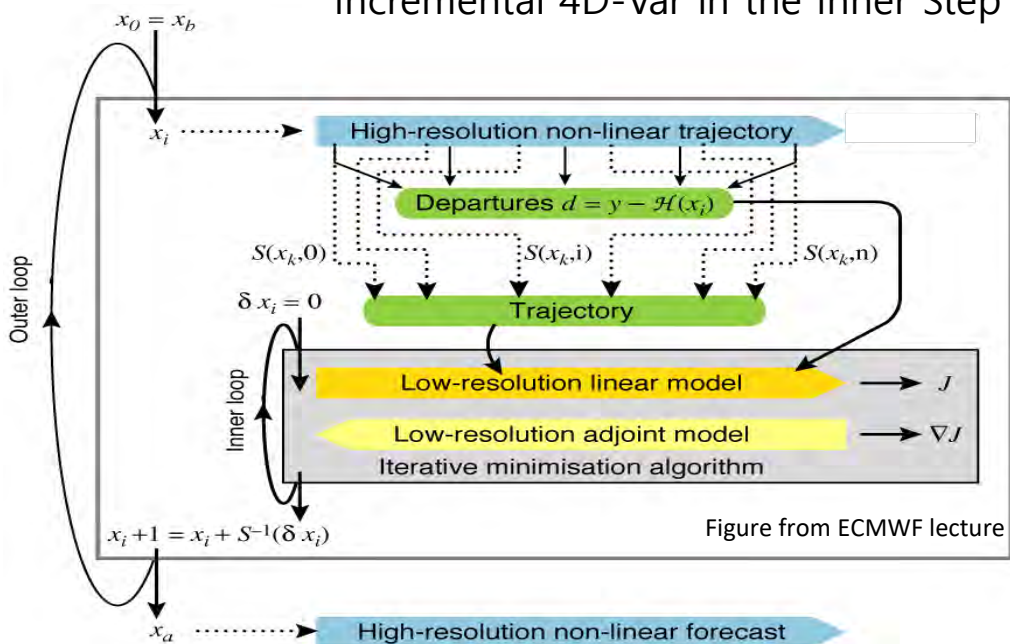 Incremental 4D-Var in the Inner Step
x_0 = x_b
x_i
High-resolution non-linear trajectory
Departures d = y − ℋ(x_i)
S(x_k,0)
S(x_k,i)
S(x_k,n)
δ x_i = 0
Trajectory
Outer loop
Inner loop
Low-resolution linear model
J
Low-resolution adjoint model
∇J
Iterative minimisation algorithm
x_i+1 = x_i + S^{−1}(δ x_i)
Figure from ECMWF lecture
x_a
High-resolution non-linear forecast